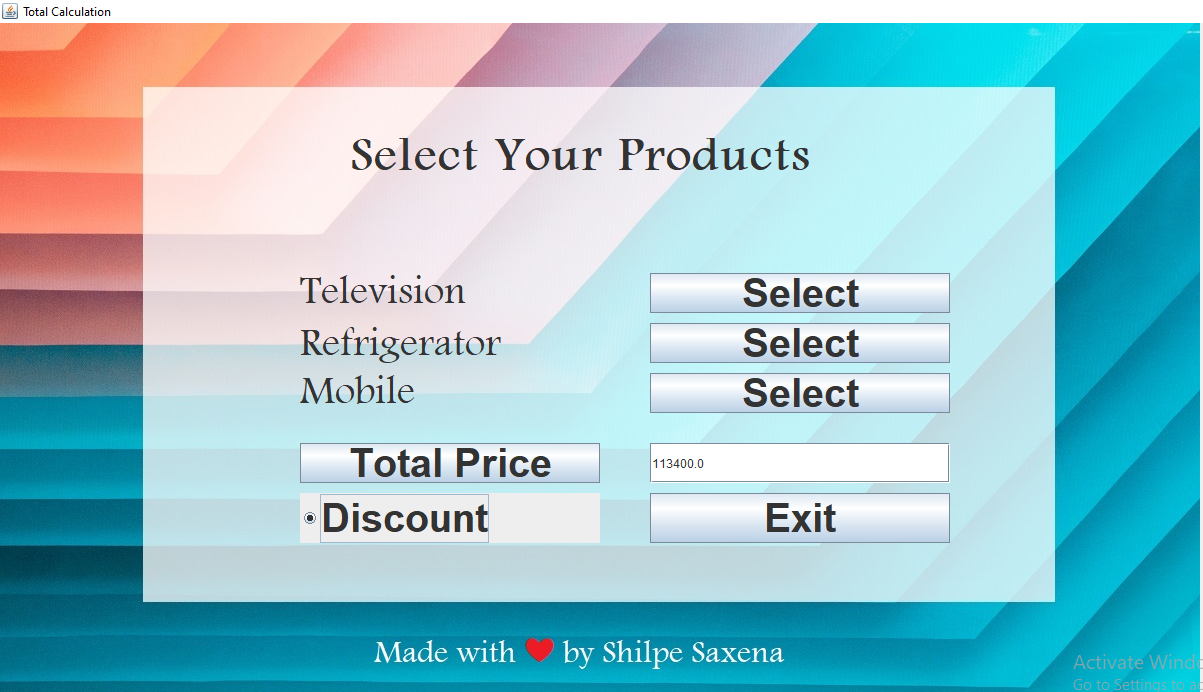 Total Calculation
Select Your Products
Television
Select
Refrigerator
Select
Mobile
Select
Total Price
113400.0
Discount
Exit
Made with ❤ by Shilpe Saxena
Activate Windo
Go to Settings to